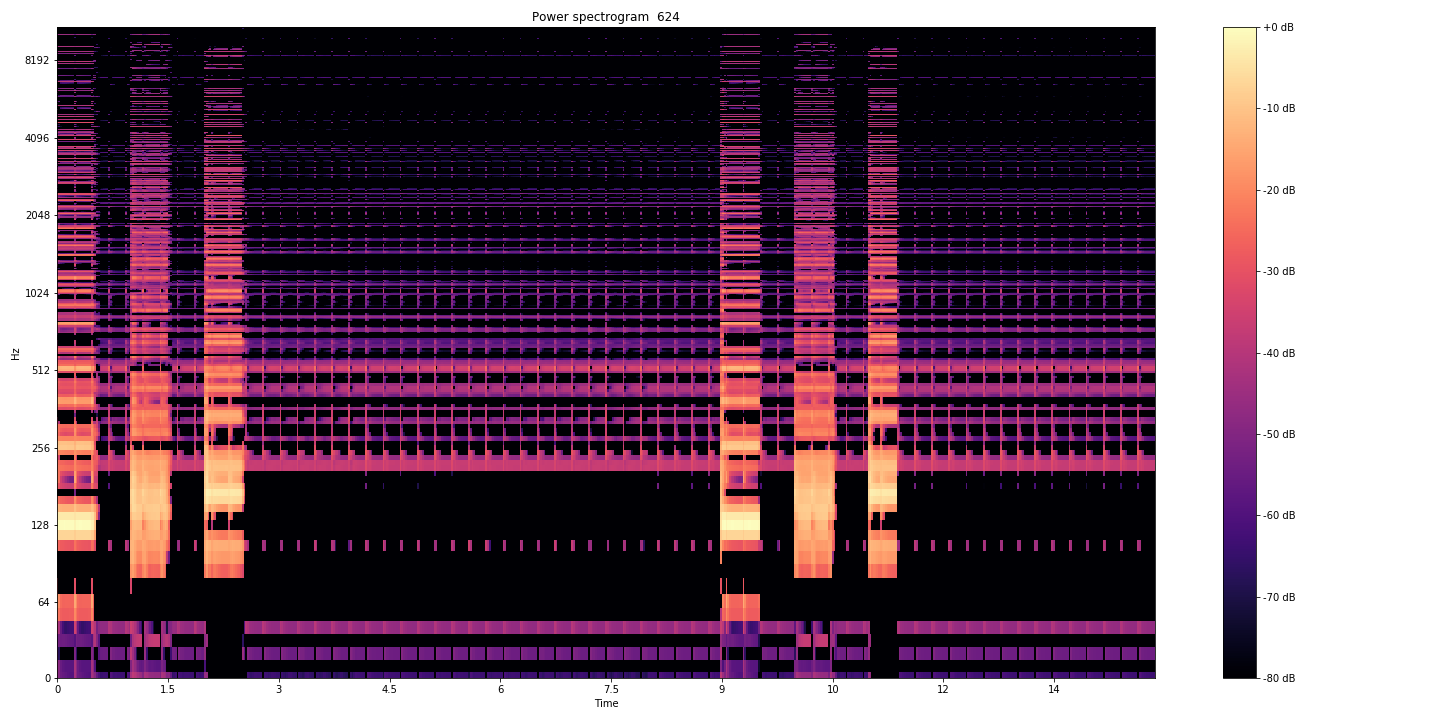 Power spectrogram  624
+0 dB
8192
-10 dB
4096
-20 dB
2048
-30 dB
1024
Hz
-40 dB
512
-50 dB
256
-60 dB
128
-70 dB
64
0
-80 dB
0
1.5
3
4.5
6
7.5
9
10
12
14
Time